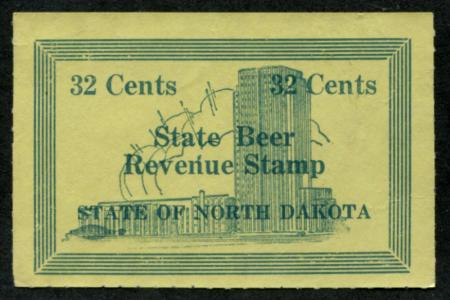 32 Cents 32 Cents
State Beer
Revenue Stamp
STATE OF NORTH DAKOTA